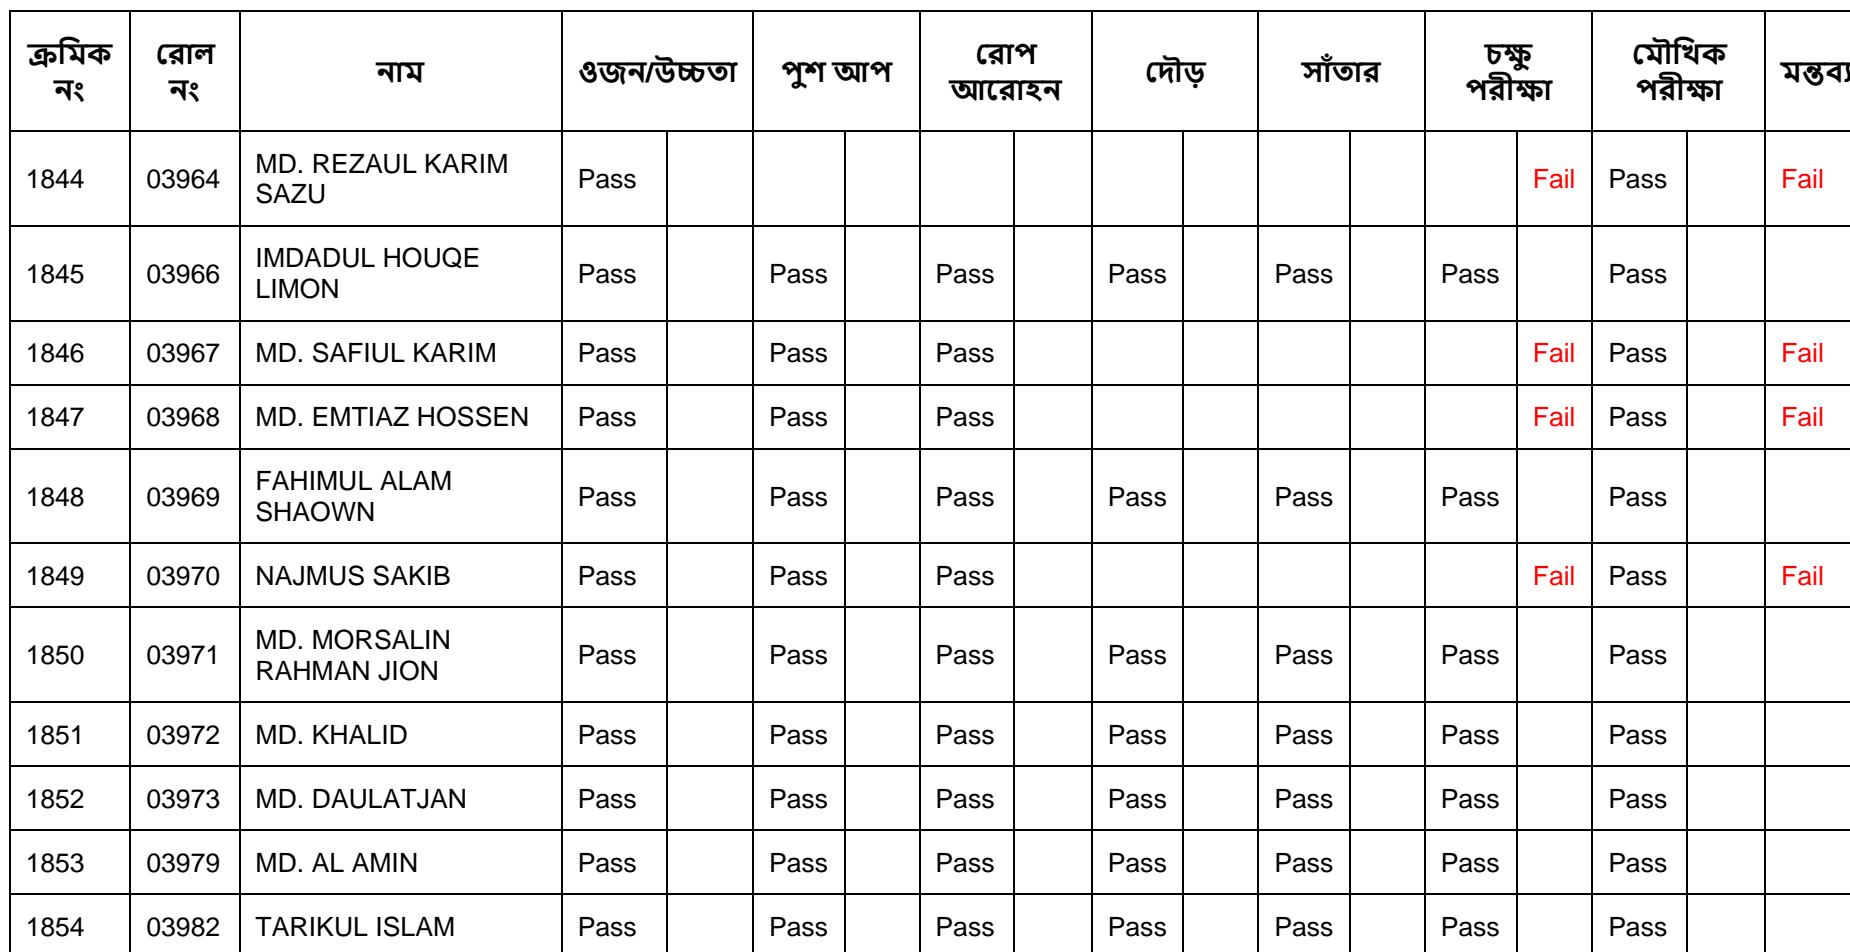 ক্রমিক নং রোল নং নাম ওজন/উচ্চতা পুশ আপ রোপ আরোহন দৌড় সাঁতার চক্ষু পরীক্ষা মৌখিক পরীক্ষা মন্তব্য
1844 03964 MD. REZAUL KARIM SAZU Pass Fail Pass Fail
1845 03966 IMDADUL HOUQE LIMON Pass Pass Pass Pass Pass Pass Pass
1846 03967 MD. SAFIUL KARIM Pass Pass Pass Fail Pass Fail
1847 03968 MD. EMTIAZ HOSSEN Pass Pass Pass Fail Pass Fail
1848 03969 FAHIMUL ALAM SHAOWN Pass Pass Pass Pass Pass Pass Pass
1849 03970 NAJMUS SAKIB Pass Pass Pass Fail Pass Fail
1850 03971 MD. MORSALIN RAHMAN JION Pass Pass Pass Pass Pass Pass Pass
1851 03972 MD. KHALID Pass Pass Pass Pass Pass Pass Pass
1852 03973 MD. DAULATJAN Pass Pass Pass Pass Pass Pass Pass
1853 03979 MD. AL AMIN Pass Pass Pass Pass Pass Pass Pass
1854 03982 TARIKUL ISLAM Pass Pass Pass Pass Pass Pass Pass